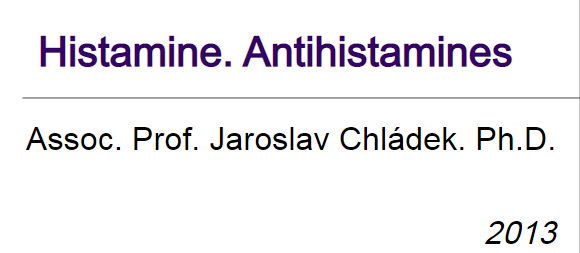 Histamine. Antihistamines
Assoc. Prof. Jaroslav Chládek. Ph.D.
2013